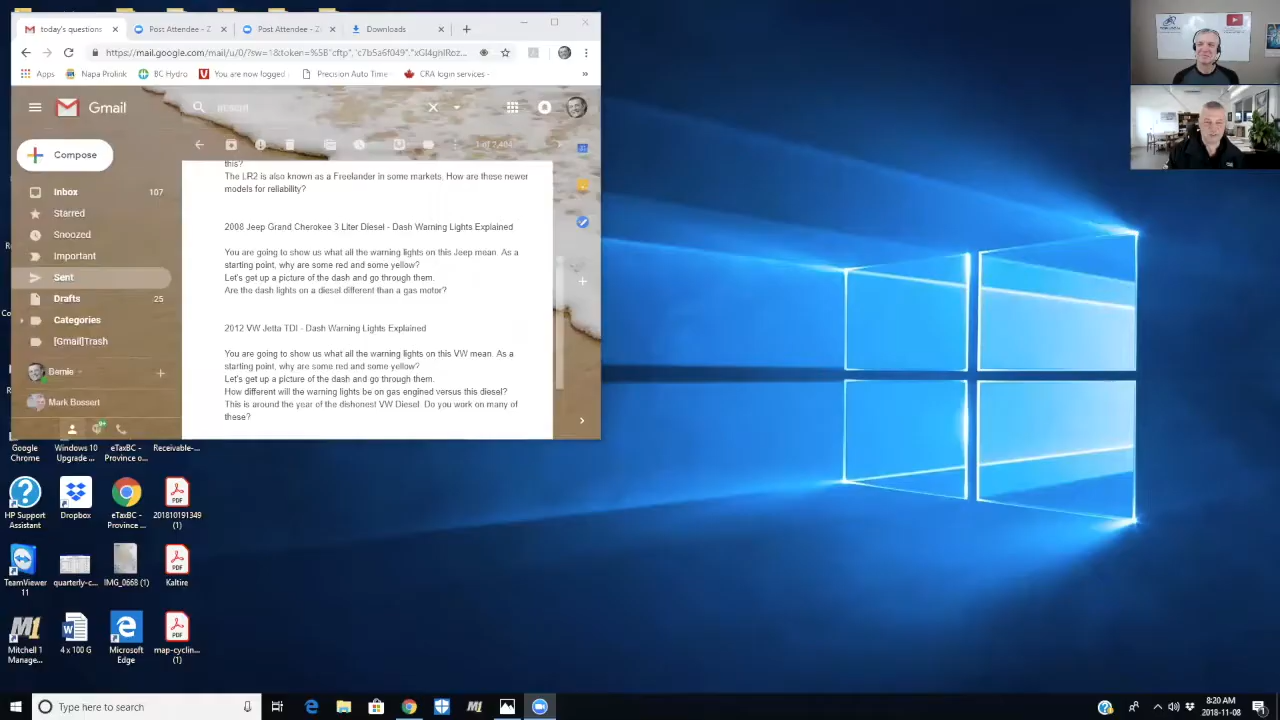 today's questions
Post Attendee - Z
Post Attendee - Z
Downloads
Apps
Napa Prolink
BC Hydro
You are now logged
Precision Auto Time
CRA login services -
Gmail
1 of 7,404
Compose
Inbox
107
Starred
Snoozed
Important
Sent
Drafts
25
Categories
[Gmail]Trash
Bernie
Mark Bossert
this?
The LR2 is also known as a Freelander in some markets. How are these newer
models for reliability?
2008 Jeep Grand Cherokee 3 Liter Diesel - Dash Warning Lights Explained
You are going to show us what all the warning lights on this Jeep mean. As a
starting point, why are some red and some yellow?
Let's get up a picture of the dash and go through them.
Are the dash lights on a diesel different than a gas motor?
2012 VW Jetta TDI - Dash Warning Lights Explained
You are going to show us what all the warning lights on this VW mean. As a
starting point, why are some red and some yellow?
Let's get up a picture of the dash and go through them.
How different will the warning lights be on gas engined versus this diesel?
This is around the year of the dishonest VW Diesel. Do you work on many of
these?
Google
Chrome
Windows 10
Upgrade ...
eTaxBC -
Province o...
Receivable-...
HP Support
Assistant
Dropbox
eTaxBC -
Province ...
201810191349
(1)
TeamViewer
11
quarterly-c...
IMG_0668 (1)
Kaltire
Mitchell 1
Manage...
4 x 100 G
Microsoft
Edge
map-cyclin...
(1)
Type here to search
8:20 AM
2018-11-08